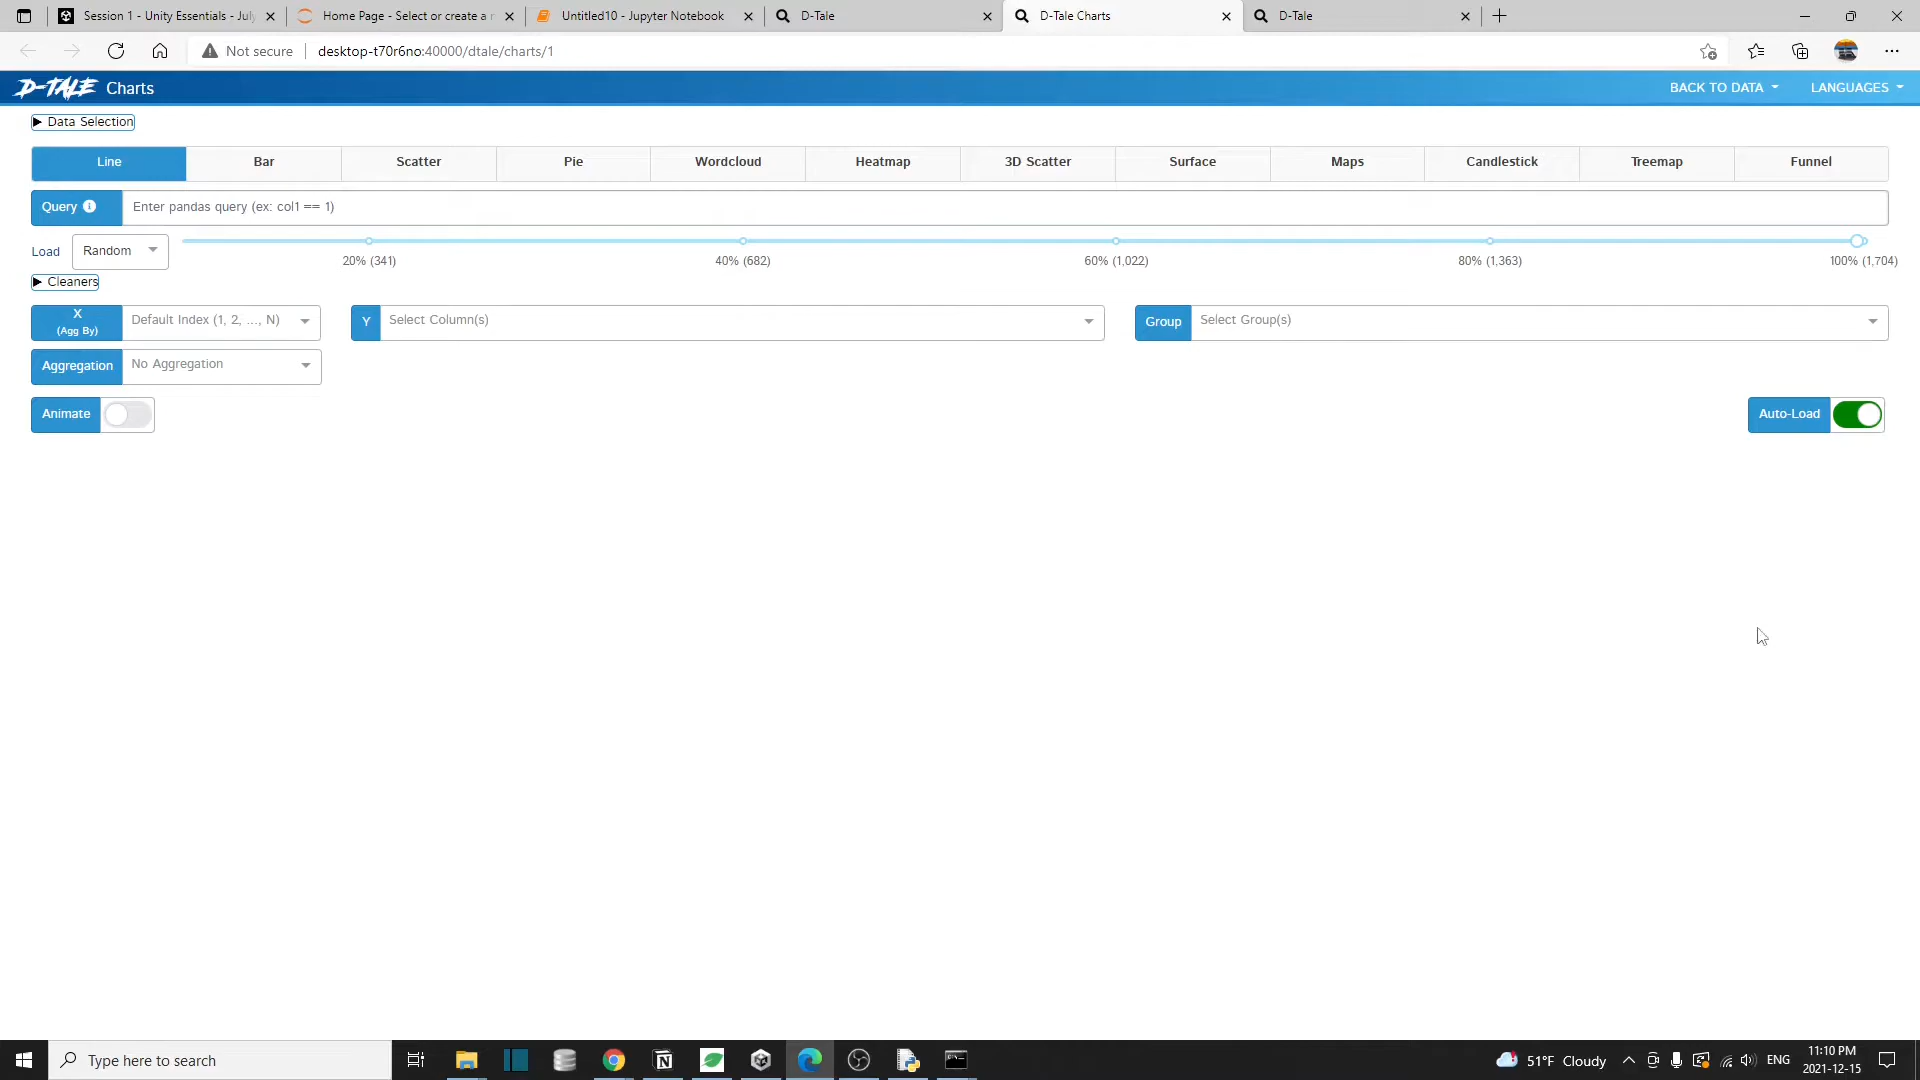 Session 1 - Unity Essentials - July
Home Page - Select or create a n
Untitled10 - Jupyter Notebook
D-Tale
D-Tale Charts
D-Tale
Not secure
desktop-t70r6no:40000/dtale/charts/1
D-TALE Charts
BACK TO DATA
LANGUAGES
Data Selection
Line
Bar
Scatter
Pie
Wordcloud
Heatmap
3D Scatter
Surface
Maps
Candlestick
Treemap
Funnel
Query
Enter pandas query (ex: col1 == 1)
Load
Random
20% (341)
40% (682)
60% (1,022)
80% (1,363)
100% (1,704)
Cleaners
X
(Agg By)
Default Index (1, 2, ..., N)
Y
Select Column(s)
Group
Select Group(s)
Aggregation
No Aggregation
Animate
Auto-Load
Type here to search
51°F Cloudy
ENG
11:10 PM
2021-12-15